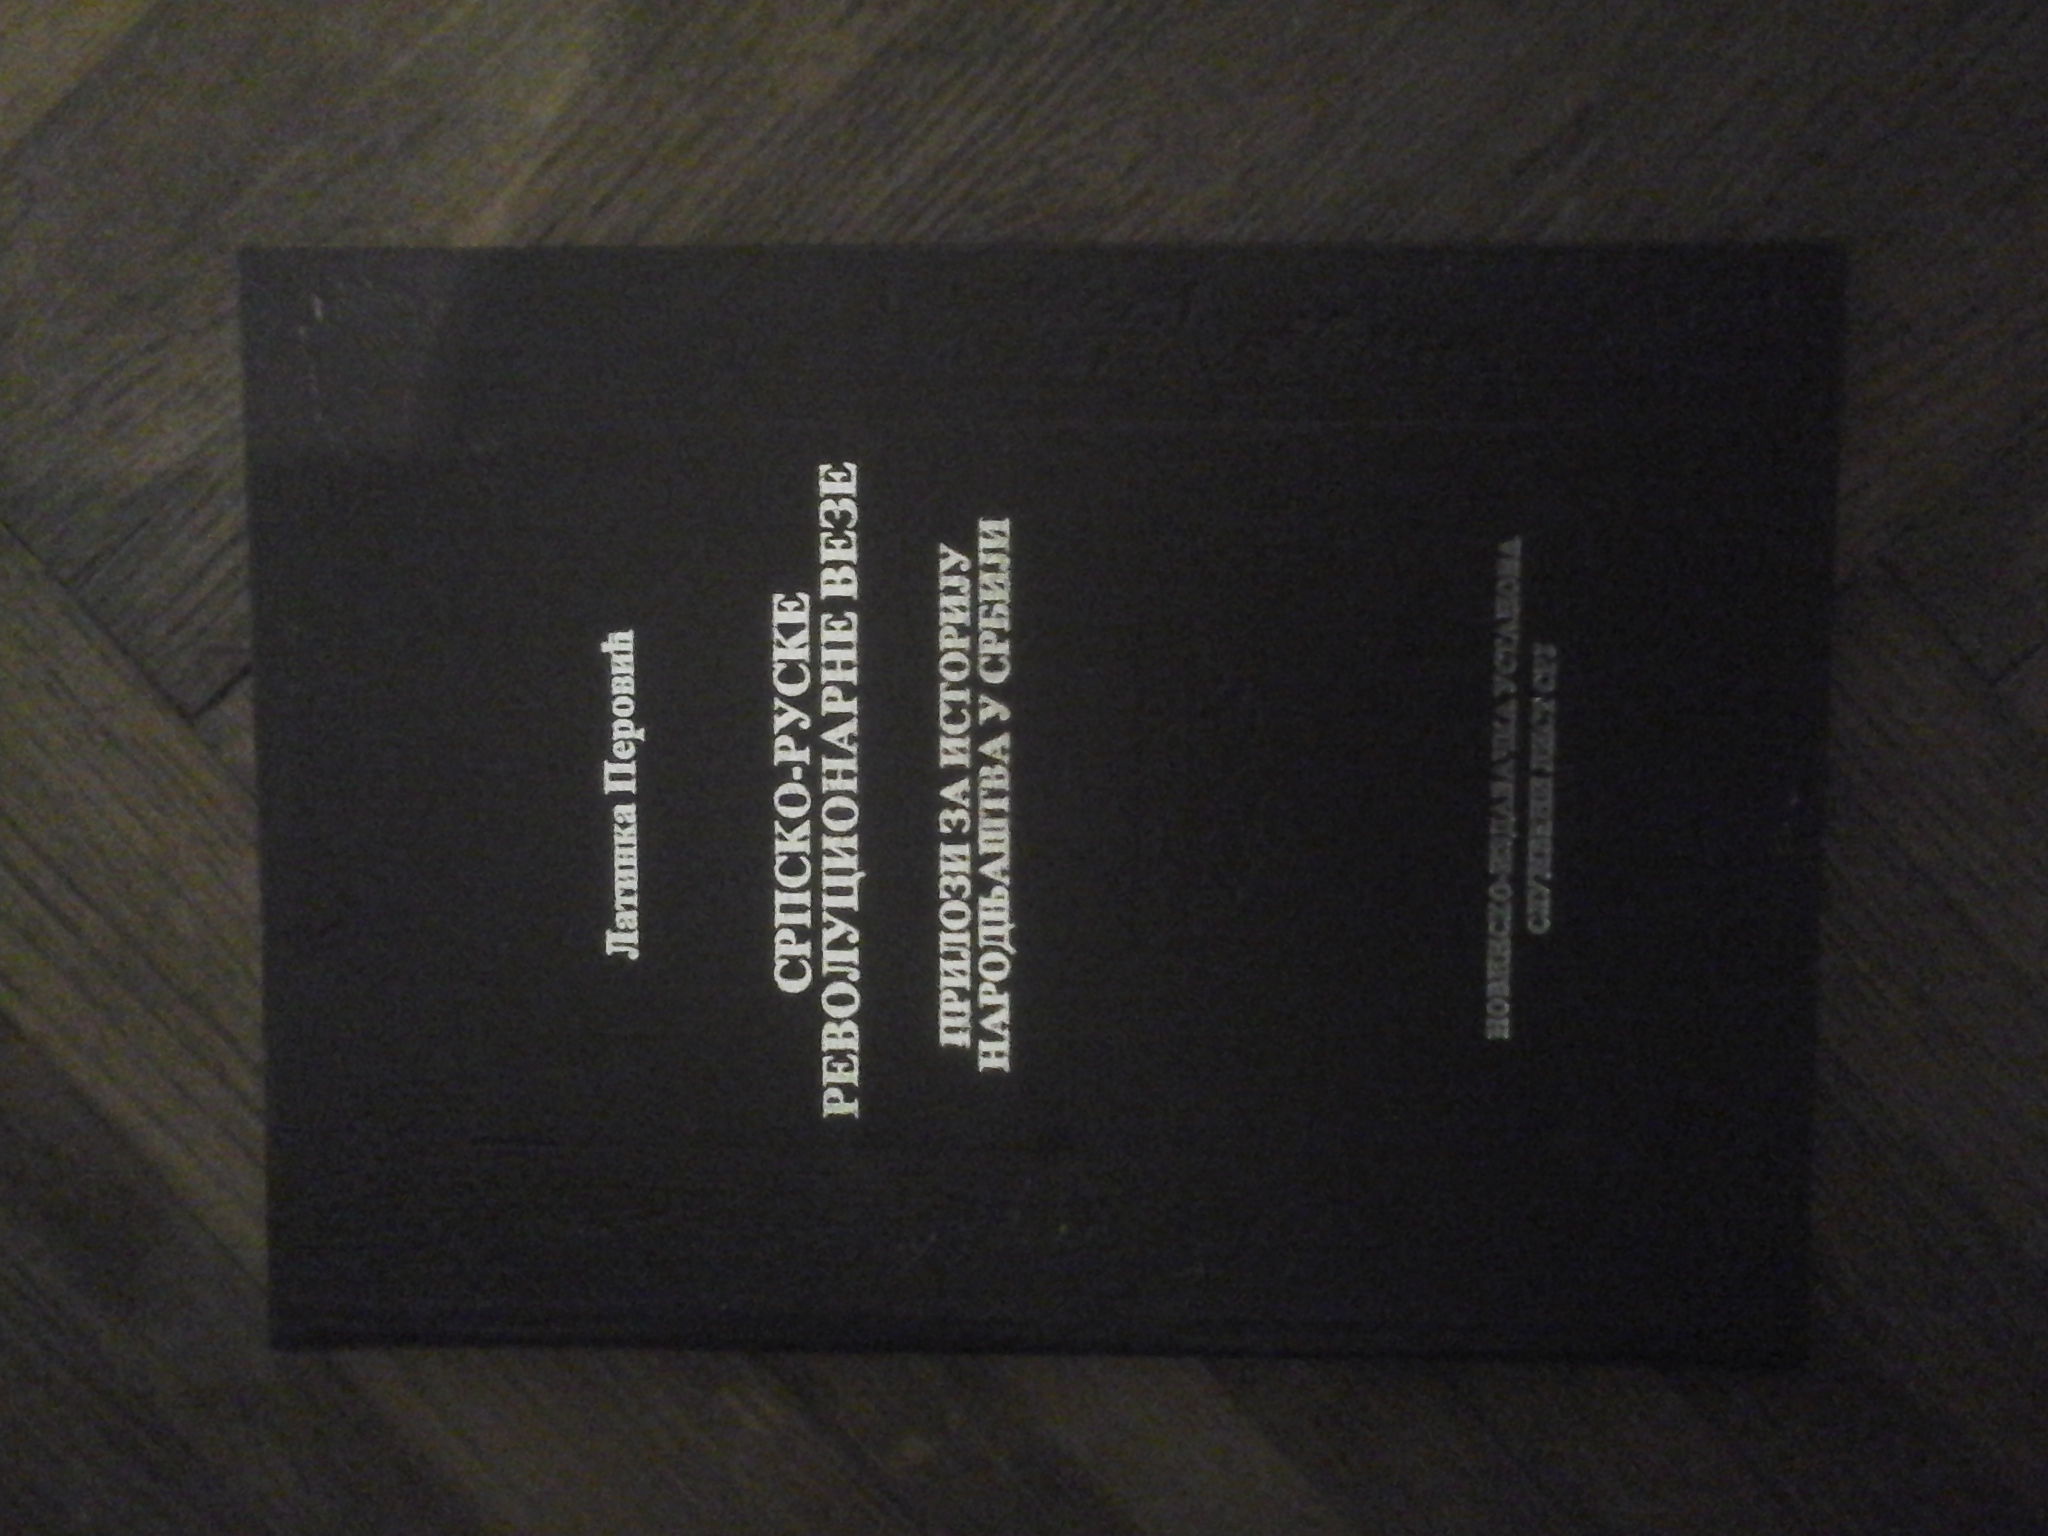 Латинка Перовић
СРПСКО-РУСКЕ
РЕВОЛУЦИОНАРНЕ ВЕЗЕ
ПРИЛОЗИ ЗА ИСТОРИЈУ
НАРОДЊАШТВА У СРБИЈИ
НОВИНСКО-ИЗДАВАЧКА УСТАНОВА
СЛУЖБЕНИ ЛИСТ СРЈ